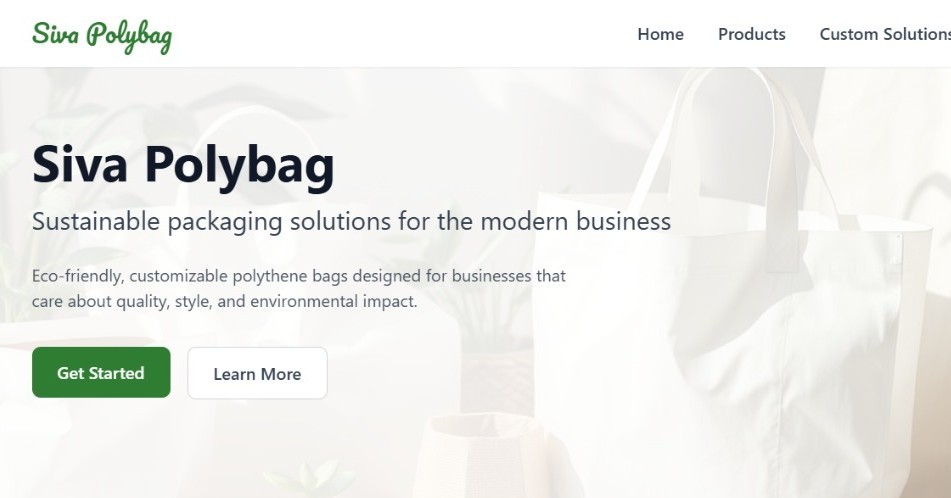 Siva Polybag
Home Products Custom Solutions
Siva Polybag
Sustainable packaging solutions for the modern business
Eco-friendly, customizable polythene bags designed for businesses that
care about quality, style, and environmental impact.
Get Started Learn More